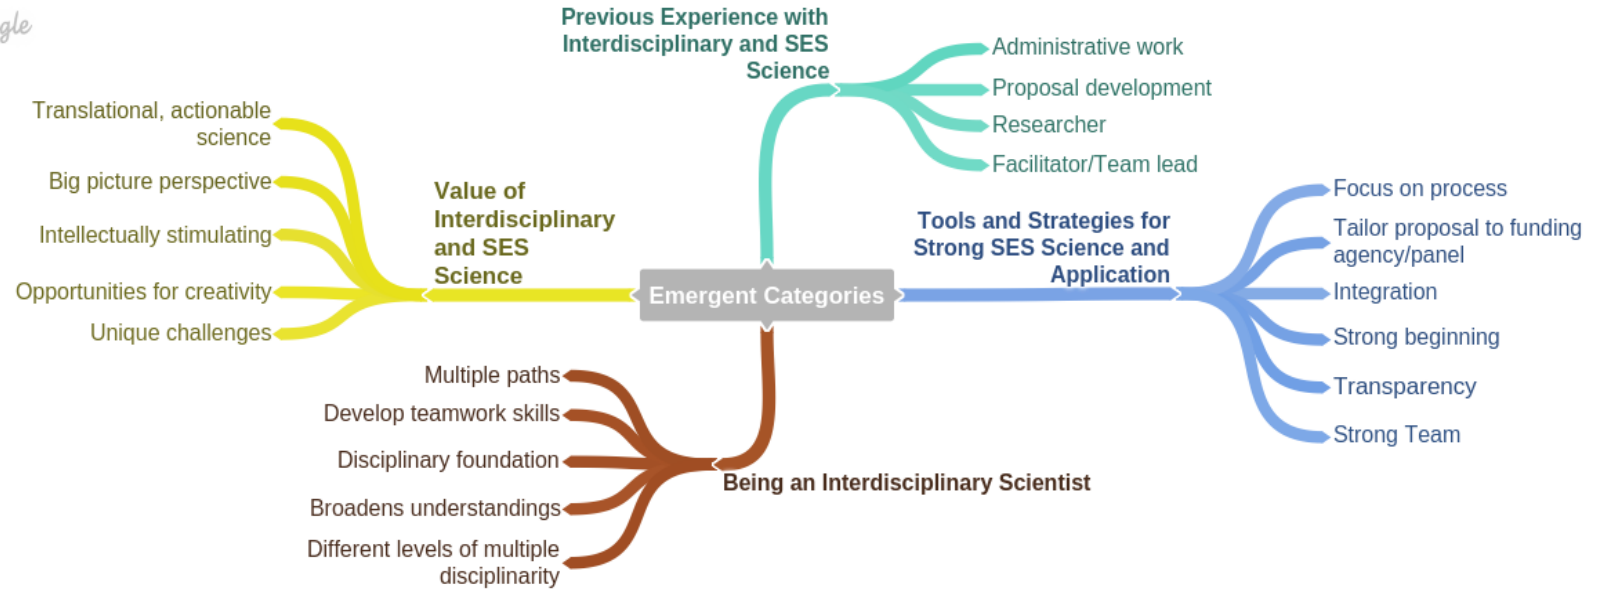 gle
Previous Experience with
Interdisciplinary and SES
Science
Administrative work
Proposal development
Researcher
Facilitator/Team lead
Translational, actionable
science
Big picture perspective
Intellectually stimulating
Opportunities for creativity
Unique challenges
Value of
Interdisciplinary
and SES
Science
Tools and Strategies for
Strong SES Science and
Application
Focus on process
Tailor proposal to funding
agency/panel
Integration
Strong beginning
Transparency
Strong Team
Emergent Categories
Multiple paths
Develop teamwork skills
Disciplinary foundation
Broadens understandings
Different levels of multiple
disciplinarity
Being an Interdisciplinary Scientist